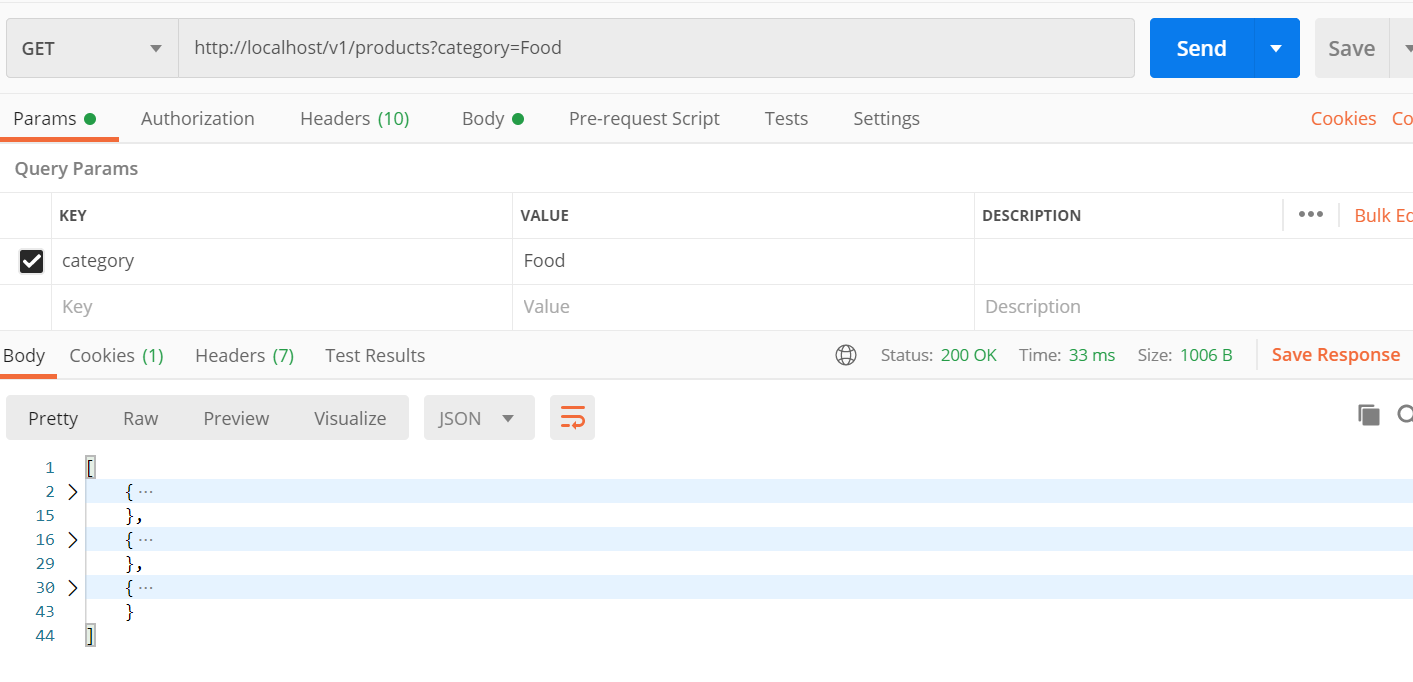 GET http://localhost/v1/products?category=Food Send Save
Params Authorization Headers (10) Body Pre-request Script Tests Settings Cookies Co
Query Params
KEY VALUE DESCRIPTION ••• Bulk Ed
category Food
Key Value Description
Body Cookies (1) Headers (7) Test Results Status: 200 OK Time: 33 ms Size: 1006 B Save Response
Pretty Raw Preview Visualize JSON
1 [
2 { ···
15 },
16 { ···
29 },
30 { ···
43 }
44 ]